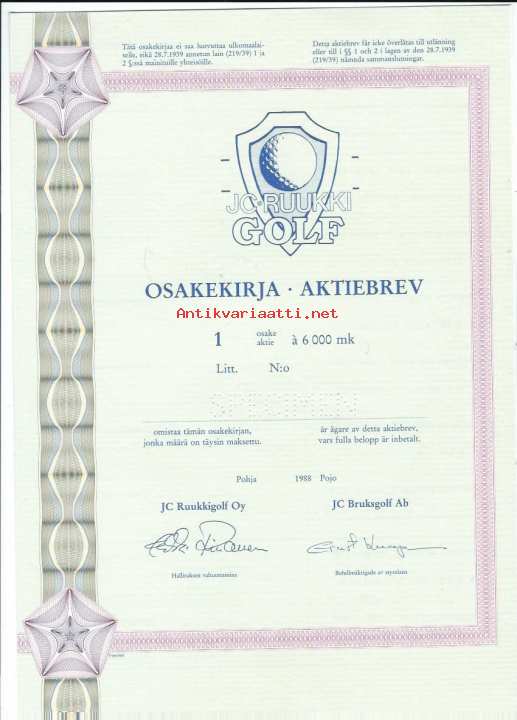 Tätä osakekirjaa ei saa luovuttaa ulkomaalai-
selle, eikä 28.7.1939 annetun lain (219/39) 1 ja
2 §:ssä mainituille yhteisöille.
Detta aktiebrev får icke överlåtas till utlänning
eller till i §§ 1 och 2 i lagen av den 28.7.1939
(219/39) nämnda sammanslutningar.
JC·RUUKKI
GOLF
OSAKEKIRJA · AKTIEBREV
Antikvariaatti.net
1 osake à 6 000 mk
aktie
Litt. N:o
SPECIMEN
omistaa tämän osakekirjan,
jonka määrä on täysin maksettu.
är ägare av detta aktiebrev,
vars fulla belopp är inbetalt.
Pohja 1988 Pojo
JC Ruukkigolf Oy
JC Bruksgolf Ab
Hallituksen valtuuttamina
Befullmäktigade av styrelsen